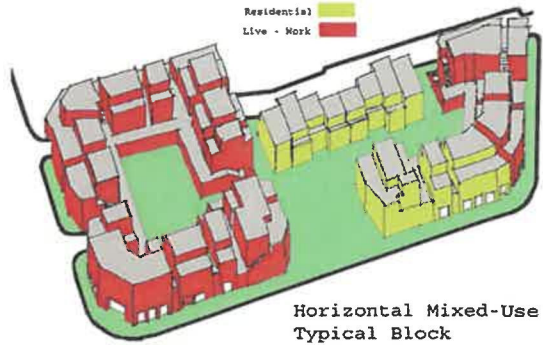 Residential
Live - Work
Horizontal Mixed-Use
Typical Block